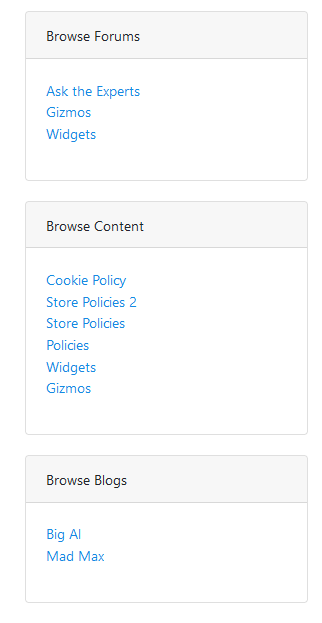 Browse Forums
Ask the Experts
Gizmos
Widgets
Browse Content
Cookie Policy
Store Policies 2
Store Policies
Policies
Widgets
Gizmos
Browse Blogs
Big Al
Mad Max